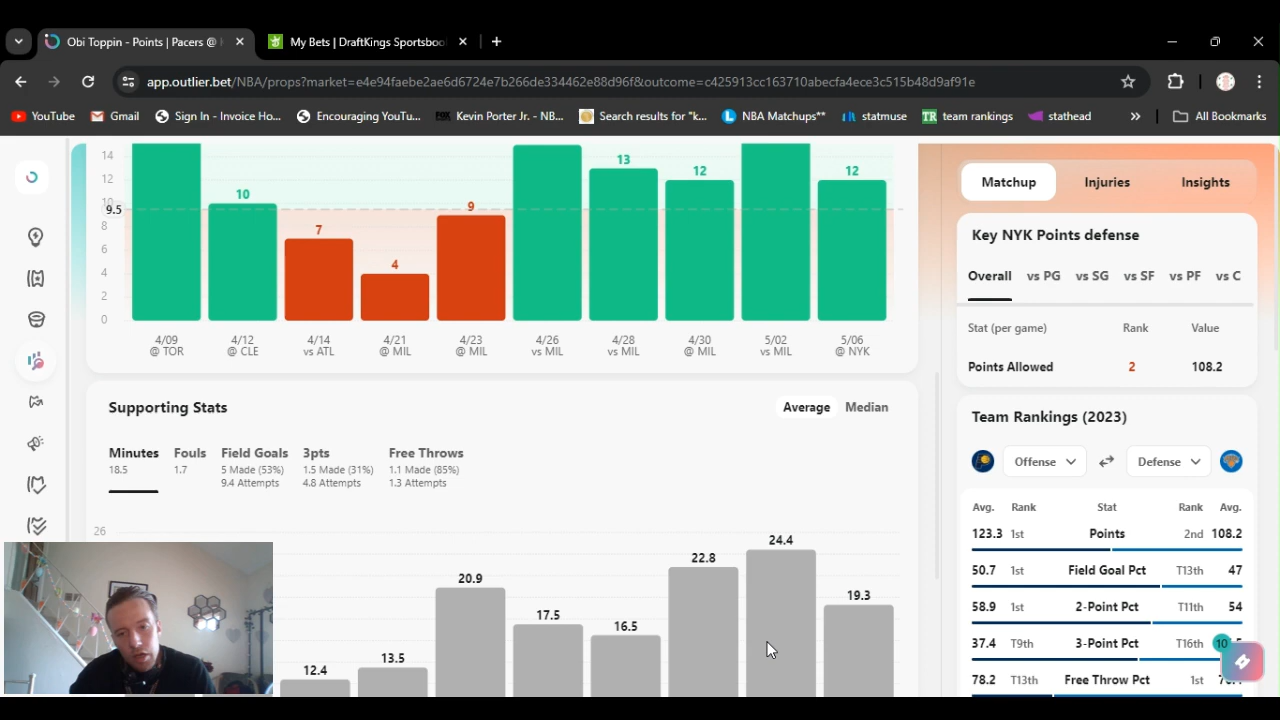 Obi Toppin - Points | Pacers @
My Bets | DraftKings Sportsboo
app.outlier.bet/NBA/props?market=e4e94faebe2ae6d6724e7b266de334462e88d96f&outcome=c425913cc163710abecfa4ece3c515b48d9af91e
YouTube Gmail Sign In - Invoice Ho... Encouraging YouTu... FOX Kevin Porter Jr. - NB... Search results for "k... NBA Matchups** statmuse TR team rankings stathead » All Bookmarks
14
12
10
9.5
8
6
4
2
0
10
7
4
9
13
12
12
4/09 4/12 4/14 4/21 4/23 4/26 4/28 4/30 5/02 5/06
@ TOR @ CLE vs ATL @ MIL @ MIL vs MIL vs MIL @ MIL vs MIL @ NYK
Supporting Stats
Average Median
Minutes Fouls Field Goals 3pts Free Throws
18.5 1.7 5 Made (53%) 1.5 Made (31%) 1.1 Made (85%)
9.4 Attempts 4.8 Attempts 1.3 Attempts
26
12.4
13.5
20.9
17.5
16.5
22.8
24.4
19.3
Matchup Injuries Insights
Key NYK Points defense
Overall vs PG vs SG vs SF vs PF vs C
Stat (per game) Rank Value
Points Allowed 2 108.2
Team Rankings (2023)
Offense Defense
Avg. Rank Stat Rank Avg.
123.3 1st Points 2nd 108.2
50.7 1st Field Goal Pct T13th 47
58.9 1st 2-Point Pct T11th 54
37.4 T9th 3-Point Pct T16th
78.2 T13th Free Throw Pct 1st